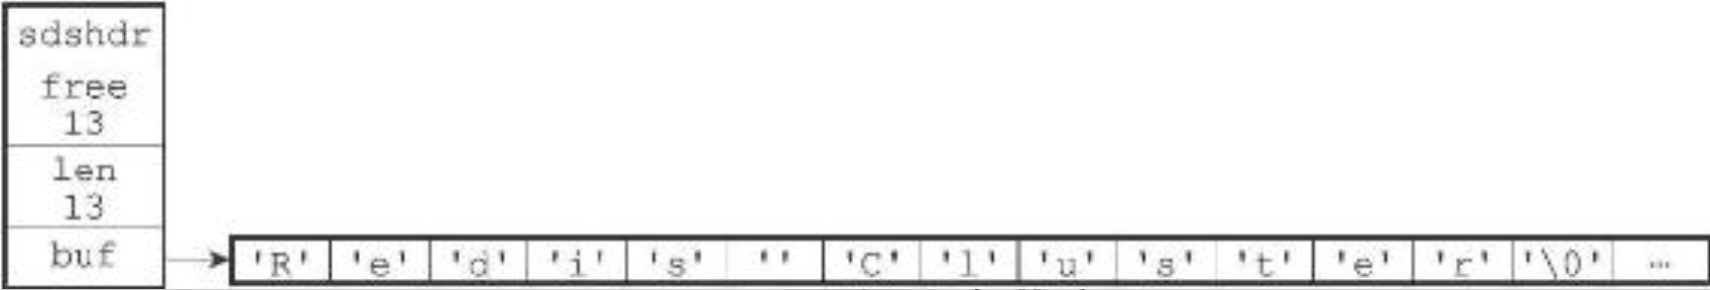 sdshdr
free
13
len
13
buf
'R' 'e' 'd' 'i' 's' '' 'C' 'l' 'u' 's' 't' 'e' 'r' '\0' …